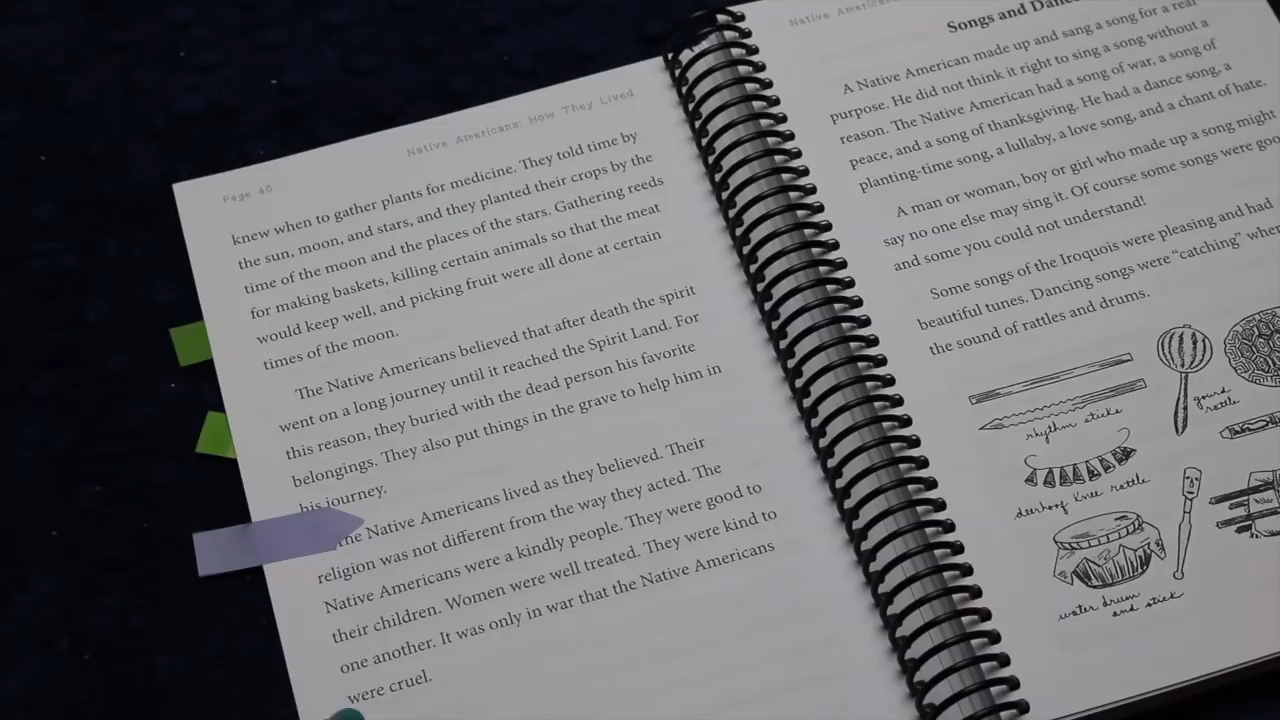 Page 40
Native Americans: How They Lived
knew when to gather plants for medicine. They told time by
the sun, moon, and stars, and they planted their crops by the
time of the moon and the places of the stars. Gathering reeds
for making baskets, killing certain animals so that the meat
would keep well, and picking fruit were all done at certain
times of the moon.
The Native Americans believed that after death the spirit
went on a long journey until it reached the Spirit Land. For
this reason, they buried with the dead person his favorite
belongings. They also put things in the grave to help him in
his journey.
The Native Americans lived as they believed. Their
religion was not different from the way they acted. The
Native Americans were a kindly people. They were good to
their children. Women were well treated. They were kind to
one another. It was only in war that the Native Americans
were cruel.
Native American
Songs and Danc
A Native American made up and sang a song for a real
purpose. He did not think it right to sing a song without a
reason. The Native American had a song of war, a song of
peace, and a song of thanksgiving. He had a dance song, a
planting-time song, a lullaby, a love song, and a chant of hate.
A man or woman, boy or girl who made up a song might
say no one else may sing it. Of course some songs were goo
and some you could not understand!
Some songs of the Iroquois were pleasing and had
beautiful tunes. Dancing songs were “catching” when
the sound of rattles and drums.
rhythm sticks
gourd
rattle
deerhoof Knee rattle
water drum
and stick